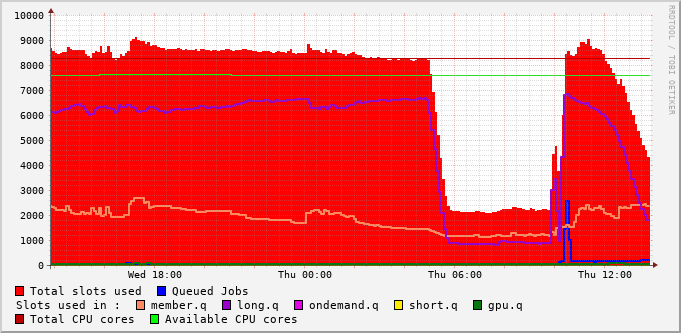 10000
9000
8000
7000
6000
5000
4000
3000
2000
1000
0
Wed 18:00 Thu 00:00 Thu 06:00 Thu 12:00
Total slots used Queued Jobs
Slots used in : member.q long.q ondemand.q short.q gpu.q
Total CPU cores Available CPU cores
RRDTOOL / TOBI OETIKER